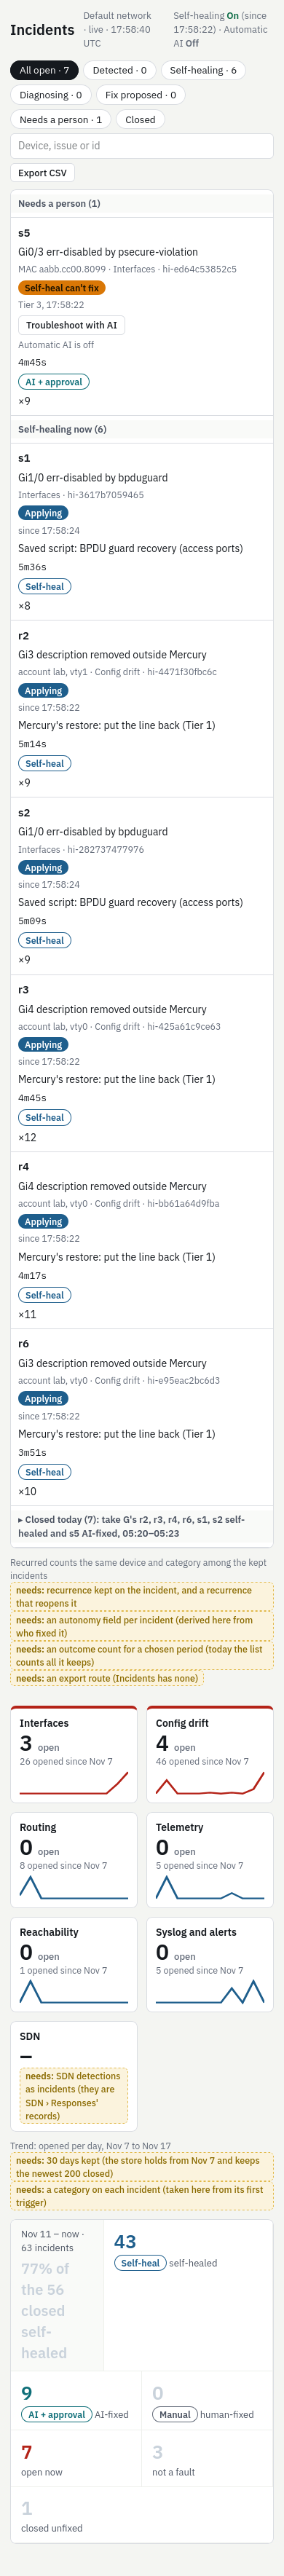 Incidents
Default network
· live · 17:58:40
UTC
Self-healing On (since
17:58:22) · Automatic
AI Off
All open · 7
Detected · 0
Self-healing · 6
Diagnosing · 0
Fix proposed · 0
Needs a person · 1
Closed
Device, issue or id
Export CSV
Needs a person (1)
s5
Gi0/3 err-disabled by psecure-violation
MAC aabb.cc00.8099 · Interfaces · hi-ed64c53852c5
Self-heal can't fix
Tier 3, 17:58:22
Troubleshoot with AI
Automatic AI is off
4m45s
AI + approval
×9
Self-healing now (6)
s1
Gi1/0 err-disabled by bpduguard
Interfaces · hi-3617b7059465
Applying
since 17:58:24
Saved script: BPDU guard recovery (access ports)
5m36s
Self-heal
×8
r2
Gi3 description removed outside Mercury
account lab, vty1 · Config drift · hi-4471f30fbc6c
Applying
since 17:58:22
Mercury's restore: put the line back (Tier 1)
5m14s
Self-heal
×9
s2
Gi1/0 err-disabled by bpduguard
Interfaces · hi-282737477976
Applying
since 17:58:24
Saved script: BPDU guard recovery (access ports)
5m09s
Self-heal
×9
r3
Gi4 description removed outside Mercury
account lab, vty0 · Config drift · hi-425a61c9ce63
Applying
since 17:58:22
Mercury's restore: put the line back (Tier 1)
4m45s
Self-heal
×12
r4
Gi4 description removed outside Mercury
account lab, vty0 · Config drift · hi-bb61a64d9fba
Applying
since 17:58:22
Mercury's restore: put the line back (Tier 1)
4m17s
Self-heal
×11
r6
Gi3 description removed outside Mercury
account lab, vty0 · Config drift · hi-e95eac2bc6d3
Applying
since 17:58:22
Mercury's restore: put the line back (Tier 1)
3m51s
Self-heal
×10
▸ Closed today (7): take G's r2, r3, r4, r6, s1, s2 self-
healed and s5 AI-fixed, 05:20–05:23
Recurred counts the same device and category among the kept
incidents
needs: recurrence kept on the incident, and a recurrence
that reopens it
needs: an autonomy field per incident (derived here from
who fixed it)
needs: an outcome count for a chosen period (today the list
counts all it keeps)
needs: an export route (Incidents has none)
Interfaces
3 open
26 opened since Nov 7
Config drift
4 open
46 opened since Nov 7
Routing
0 open
8 opened since Nov 7
Telemetry
0 open
5 opened since Nov 7
Reachability
0 open
1 opened since Nov 7
Syslog and alerts
0 open
5 opened since Nov 7
SDN
–
needs: SDN detections
as incidents (they are
SDN › Responses'
records)
Trend: opened per day, Nov 7 to Nov 17
needs: 30 days kept (the store holds from Nov 7 and keeps
the newest 200 closed)
needs: a category on each incident (taken here from its first
trigger)
Nov 11 – now ·
63 incidents
77% of
the 56
closed
self-
healed
43
Self-heal self-healed
9
AI + approval AI-fixed
0
Manual human-fixed
7
open now
3
not a fault
1
closed unfixed